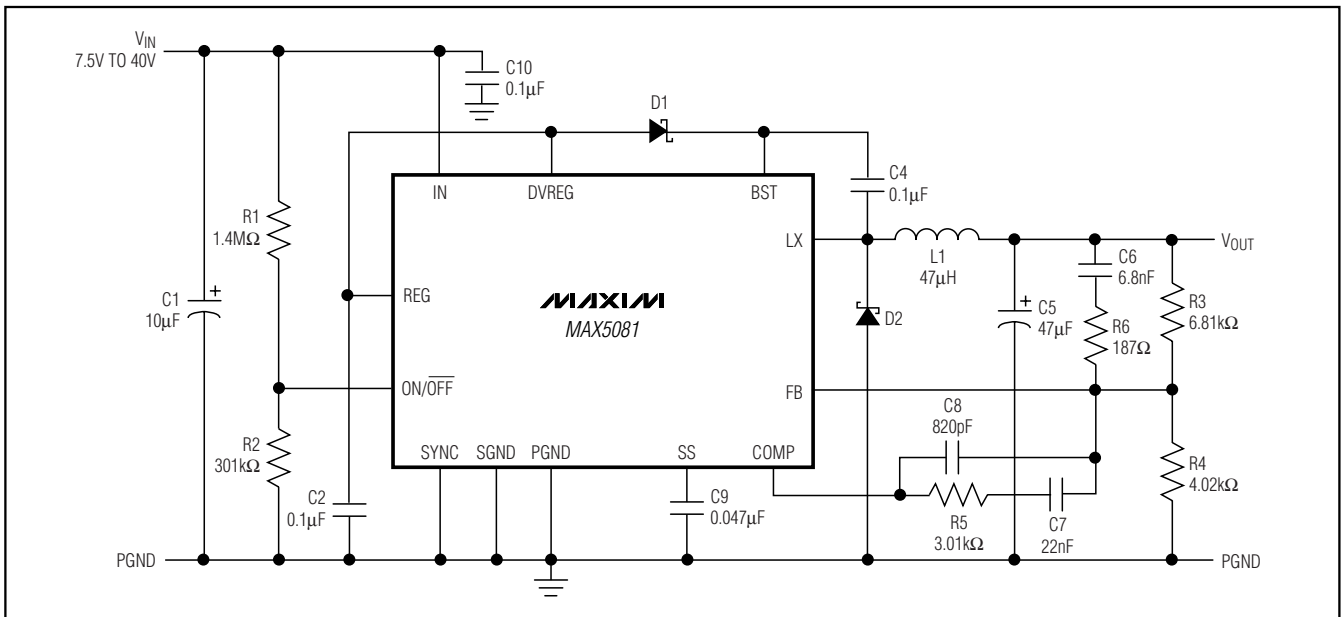 VIN
7.5V TO 40V
C10
0.1μF
D1
C4
0.1μF
IN
DVREG
BST
R1
1.4MΩ
LX
L1
47μH
VOUT
C6
6.8nF
C1
+
10μF
REG
MAXIM
MAX5081
D2
+
C5
47μF
R6
187Ω
R3
6.81kΩ
ON/OFF
FB
C8
820pF
R2
301kΩ
SYNC
SGND
PGND
SS
COMP
R4
4.02kΩ
C2
0.1μF
C9
0.047μF
R5
3.01kΩ
C7
22nF
PGND
PGND